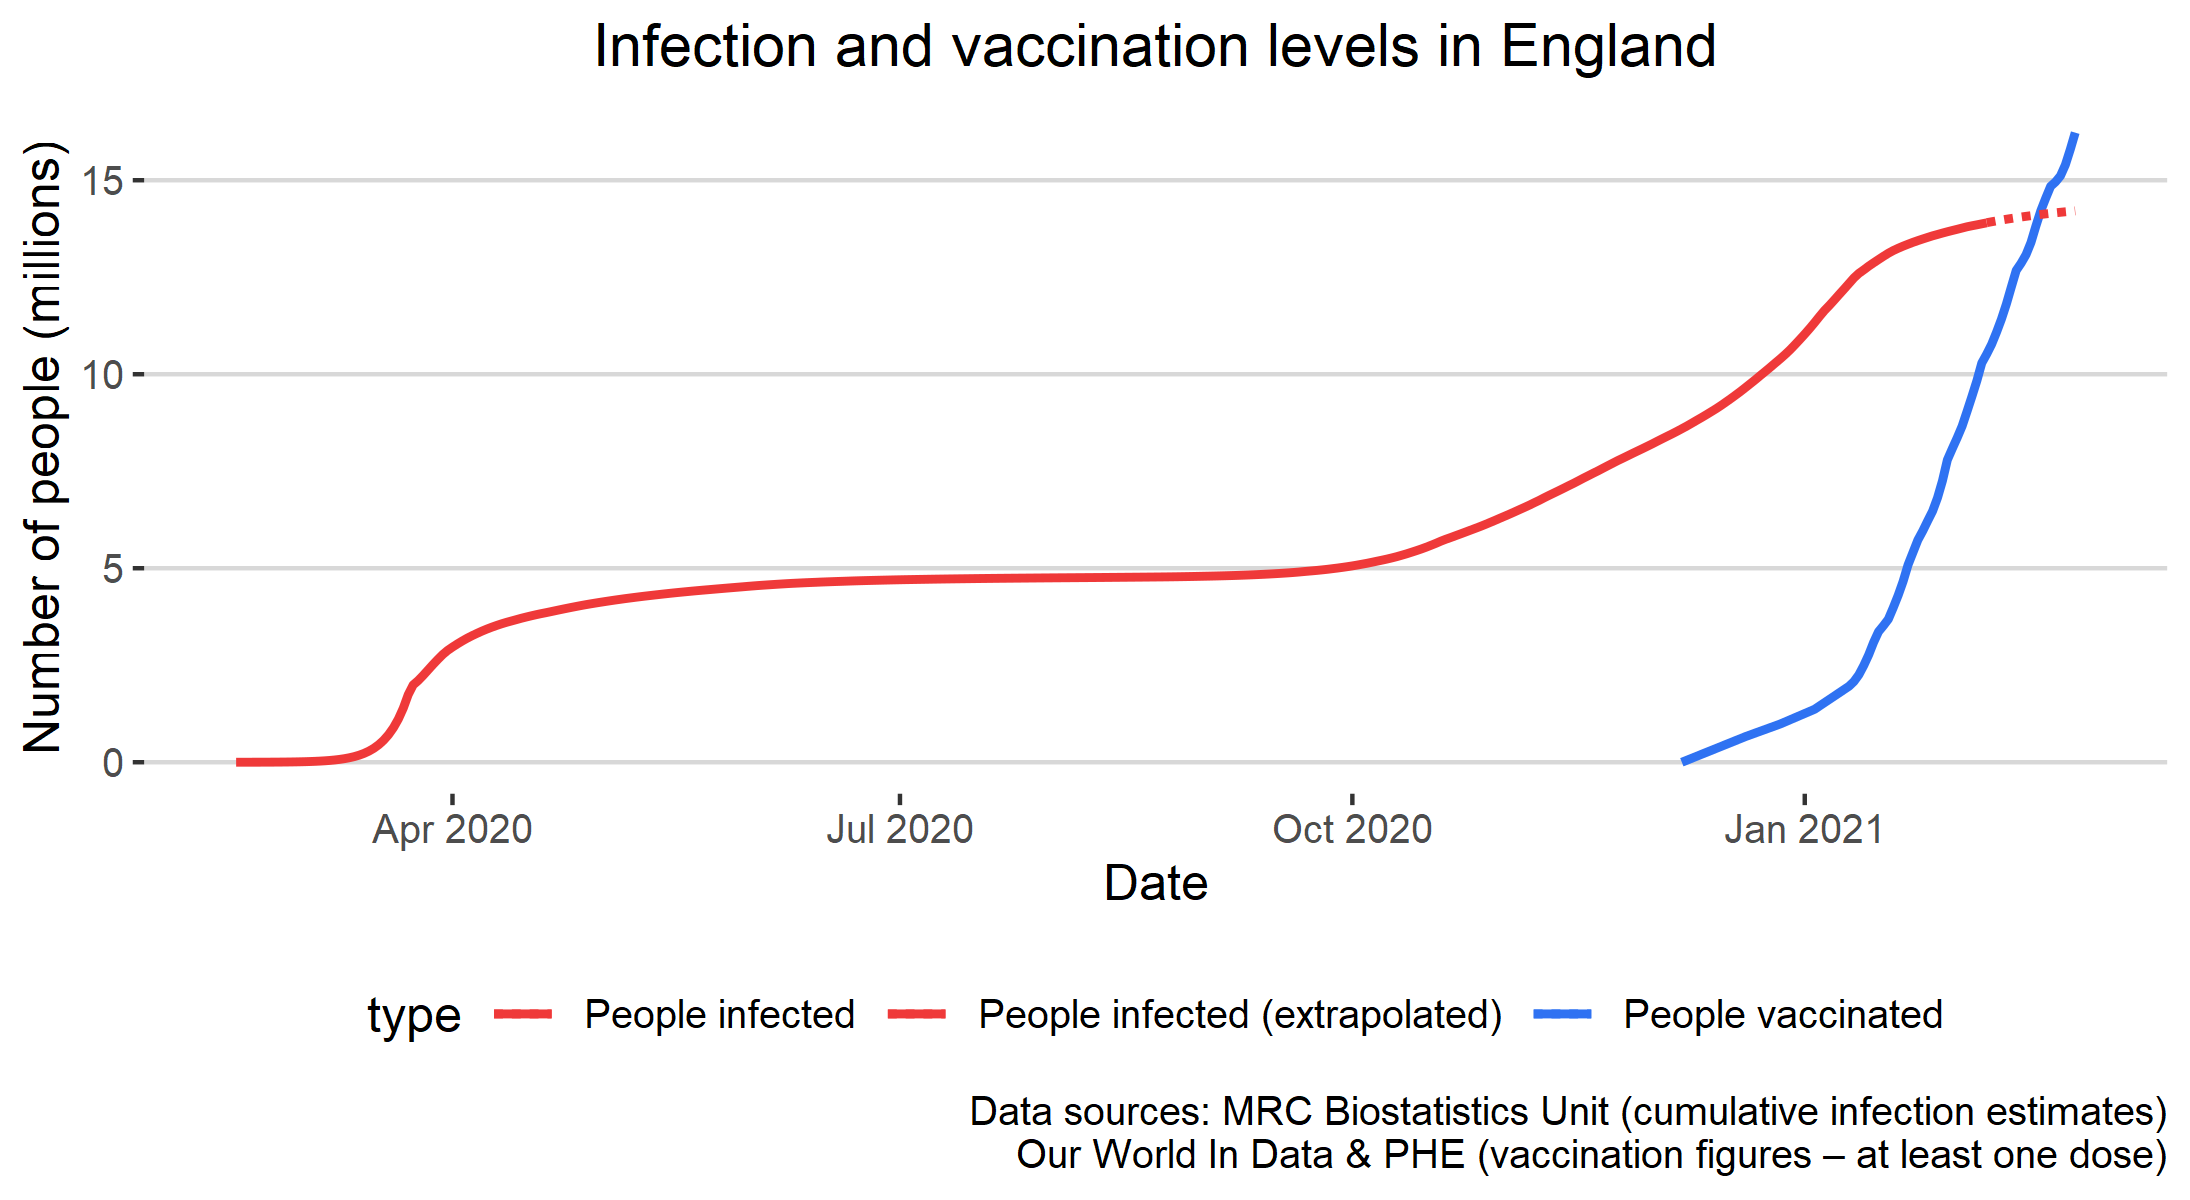 Infection and vaccination levels in England
Number of people (millions)
15
10
5
0
Apr 2020 Jul 2020 Oct 2020 Jan 2021
Date
type People infected People infected (extrapolated) People vaccinated
Data sources: MRC Biostatistics Unit (cumulative infection estimates)
Our World In Data & PHE (vaccination figures – at least one dose)